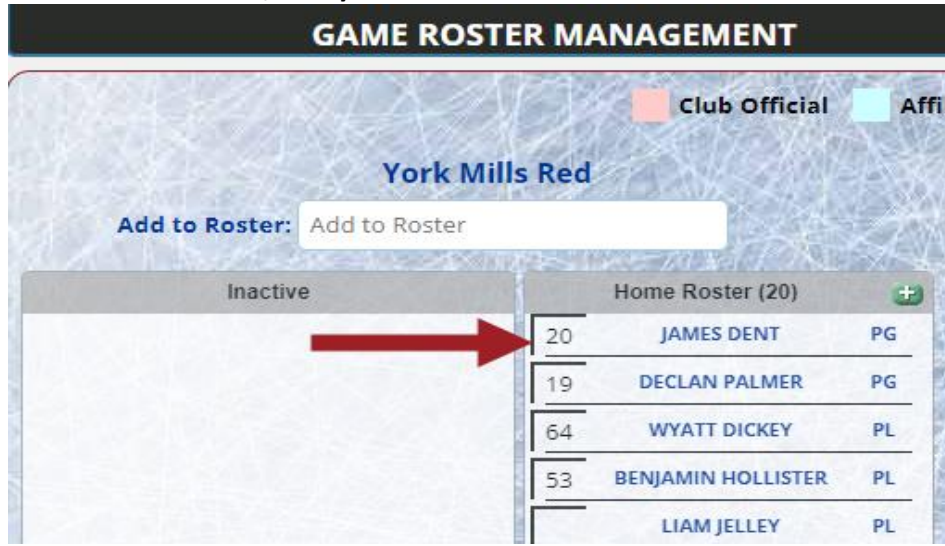 GAME ROSTER MANAGEMENT
Club Official
York Mills Red
Add to Roster: Add to Roster
Inactive
Home Roster (20)
20 JAMES DENT PG
19 DECLAN PALMER PG
64 WYATT DICKEY PL
53 BENJAMIN HOLLISTER PL
LIAM JELLEY PL